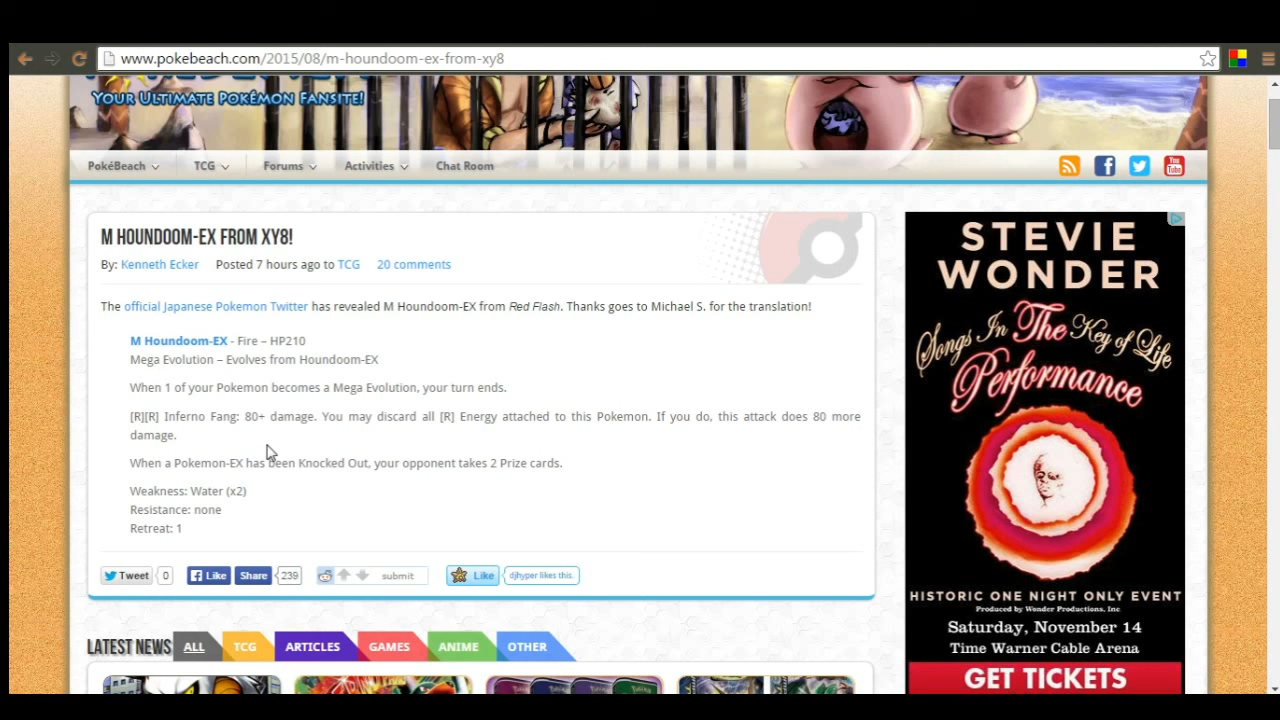 www.pokebeach.com/2015/08/m-houndoom-ex-from-xy8
YOUR ULTIMATE POKÉMON FANSITE!
PokéBeach TCG Forums Activities Chat Room
You Tube
M HOUNDOOM-EX FROM XY8!
By: Kenneth Ecker Posted 7 hours ago to TCG 20 comments
The official Japanese Pokemon Twitter has revealed M Houndoom-EX from Red Flash. Thanks goes to Michael S. for the translation!
M Houndoom-EX - Fire – HP210
Mega Evolution – Evolves from Houndoom-EX
When 1 of your Pokemon becomes a Mega Evolution, your turn ends.
[R][R] Inferno Fang: 80+ damage. You may discard all [R] Energy attached to this Pokemon. If you do, this attack does 80 more
damage.
When a Pokemon-EX has been Knocked Out, your opponent takes 2 Prize cards.
Weakness: Water (x2)
Resistance: none
Retreat: 1
Tweet 0 Like Share 239 submit Like djhyper likes this.
LATEST NEWS ALL TCG ARTICLES GAMES ANIME OTHER
STEVIE
WONDER
Songs In The Key of Life
Performance
HISTORIC ONE NIGHT ONLY EVENT
Produced by Wonder Productions, Inc
Saturday, November 14
Time Warner Cable Arena
GET TICKETS